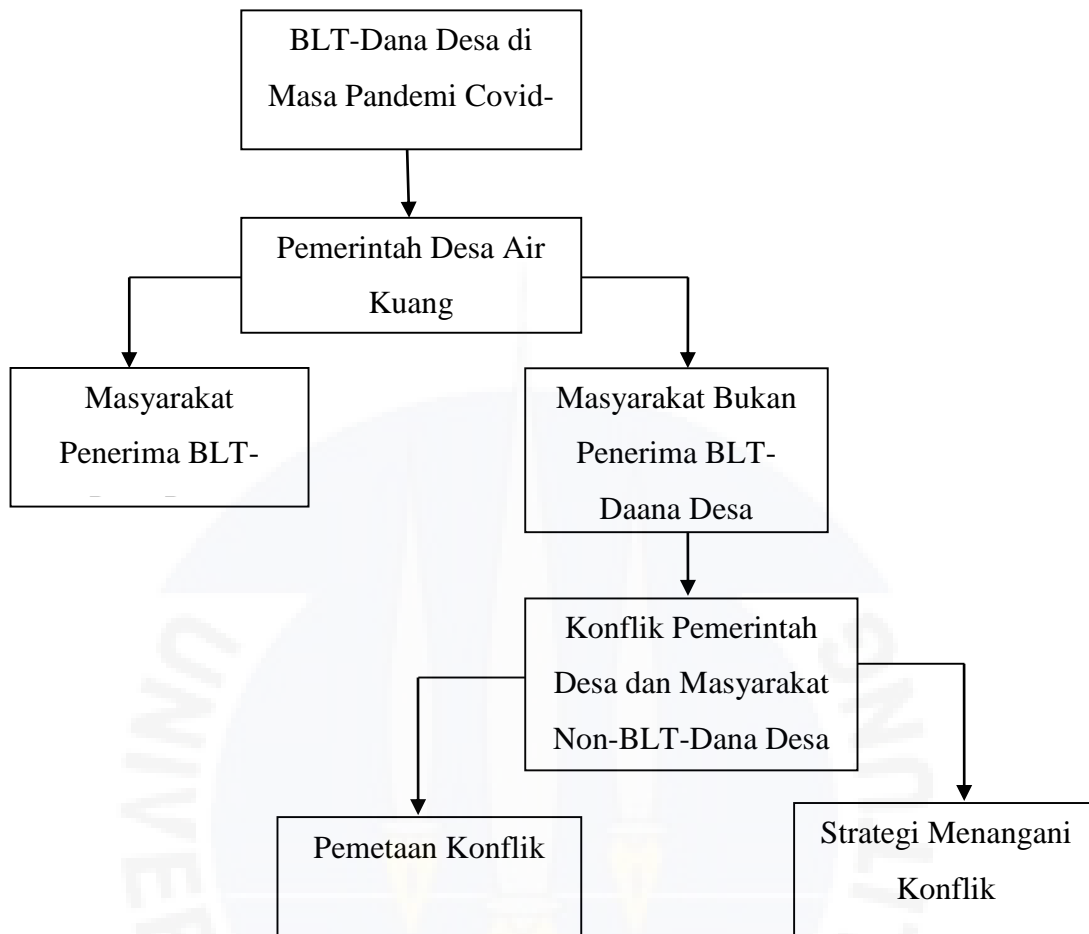 BLT-Dana Desa di
Masa Pandemi Covid-
Pemerintah Desa Air
Kuang
Masyarakat
Penerima BLT-
Masyarakat Bukan
Penerima BLT-
Daana Desa
Konflik Pemerintah
Desa dan Masyarakat
Non-BLT-Dana Desa
Pemetaan Konflik
Strategi Menangani
Konflik